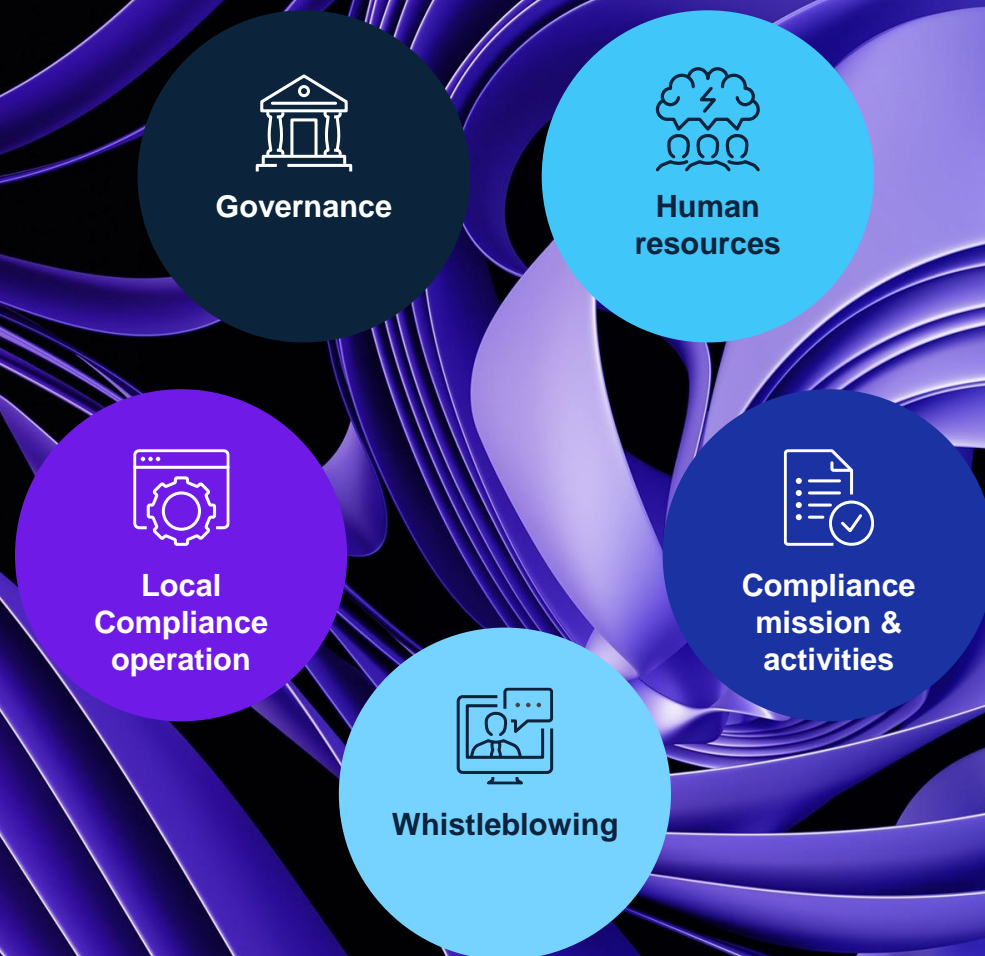 Governance
Human
resources
Local
Compliance
operation
Compliance
mission &
activities
Whistleblowing